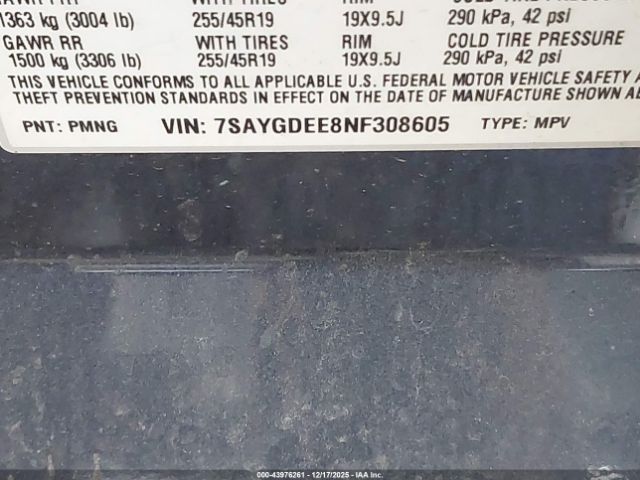 1363 kg (3004 lb) 255/45R19 19X9.5J 290 kPa, 42 psi
GAWR RR WITH TIRES RIM COLD TIRE PRESSURE
1500 kg (3306 lb) 255/45R19 19X9.5J 290 kPa, 42 psi
THIS VEHICLE CONFORMS TO ALL APPLICABLE U.S. FEDERAL MOTOR VEHICLE SAFETY
THEFT PREVENTION STANDARDS IN EFFECT ON THE DATE OF MANUFACTURE SHOWN
PNT: PMNG VIN: 7SAYGDEE8NF308605 TYPE: MPV
000-43976261 - 12/17/2025 - IAAI, Inc.